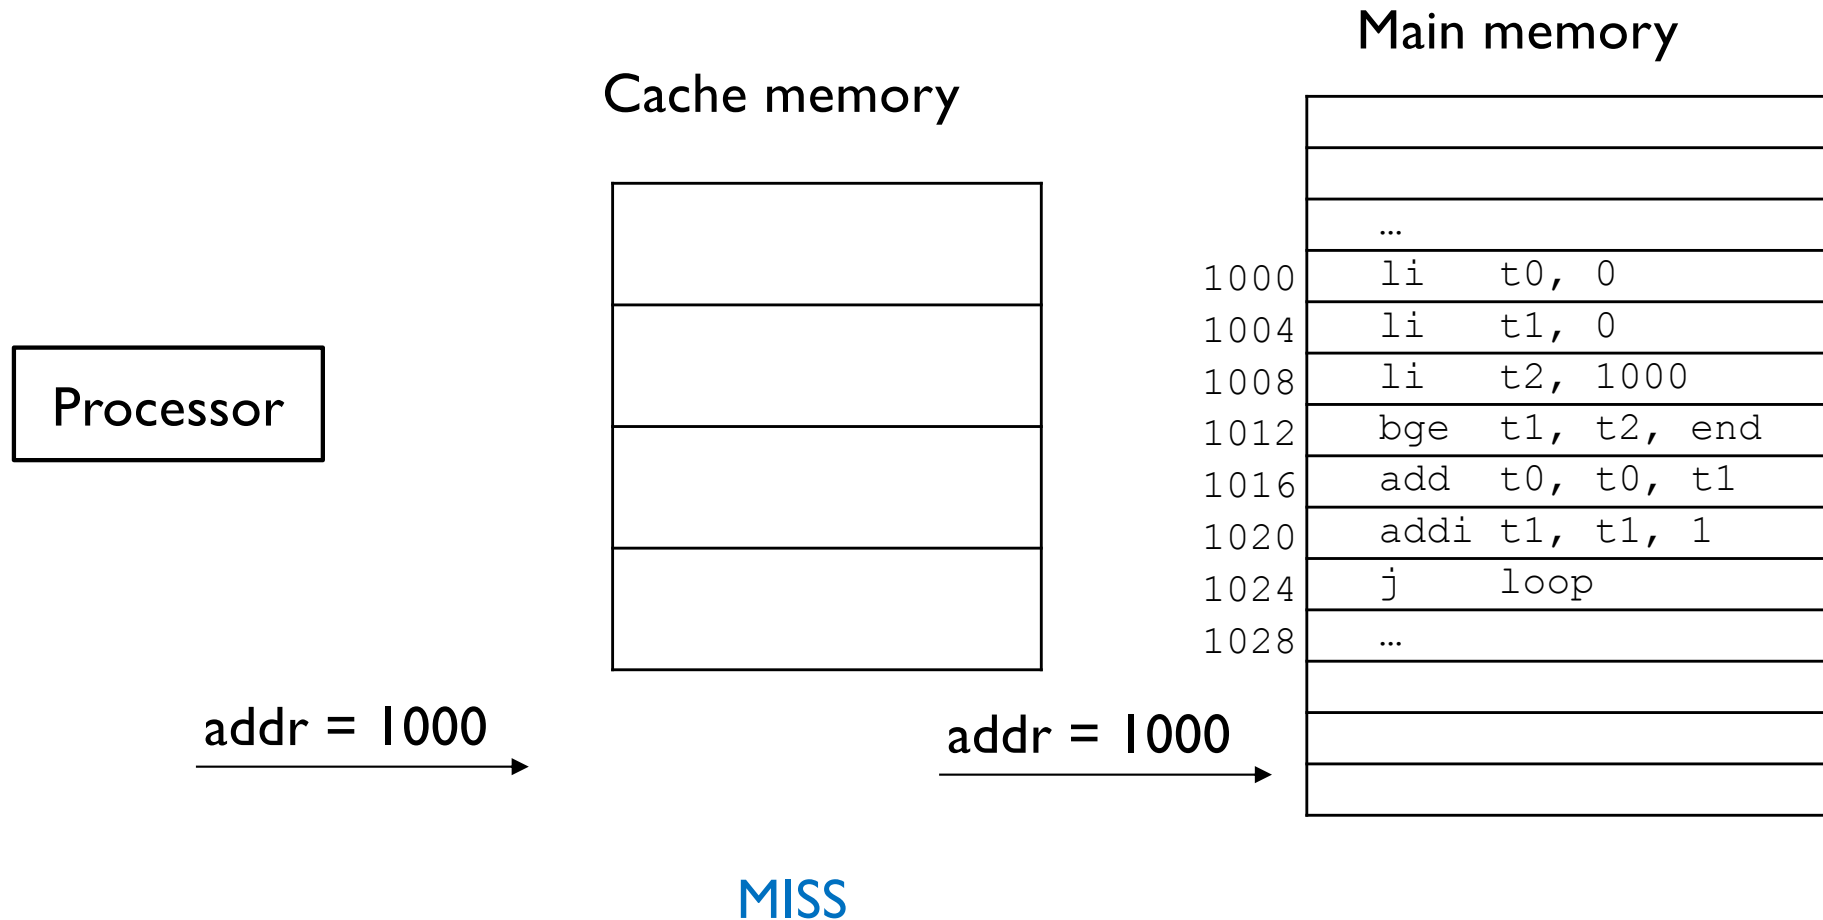 Main memory
Cache memory
…
1000 li t0, 0
1004 li t1, 0
1008 li t2, 1000
Processor
1012 bge t1, t2, end
1016 add t0, t0, t1
1020 addi t1, t1, 1
1024 j loop
1028 …
addr = 1000
addr = 1000
MISS